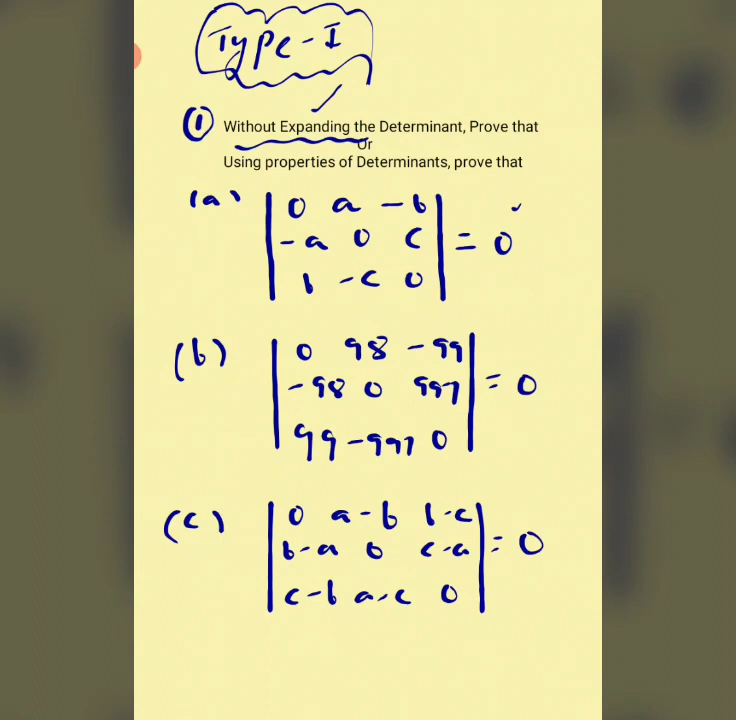 Type-I
① Without Expanding the Determinant, Prove that
Or
Using properties of Determinants, prove that
(a) | 0 a -b |
| -a 0 c | = 0
| b -c 0 |
(b) | 0 98 -99 |
| -98 0 997 | = 0
| 99 -997 0 |
(c) | 0 a-b b-c |
| b-a 0 c-a | = 0
| c-b a-c 0 |